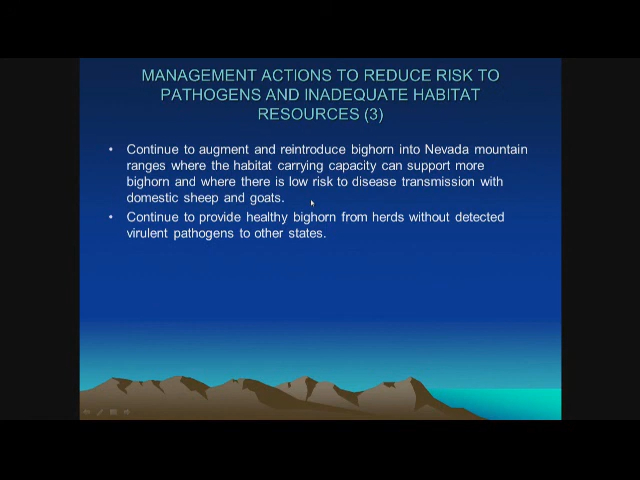 MANAGEMENT ACTIONS TO REDUCE RISK TO
PATHOGENS AND INADEQUATE HABITAT
RESOURCES (3)
• Continue to augment and reintroduce bighorn into Nevada mountain
ranges where the habitat carrying capacity can support more
bighorn and where there is low risk to disease transmission with
domestic sheep and goats.
• Continue to provide healthy bighorn from herds without detected
virulent pathogens to other states.